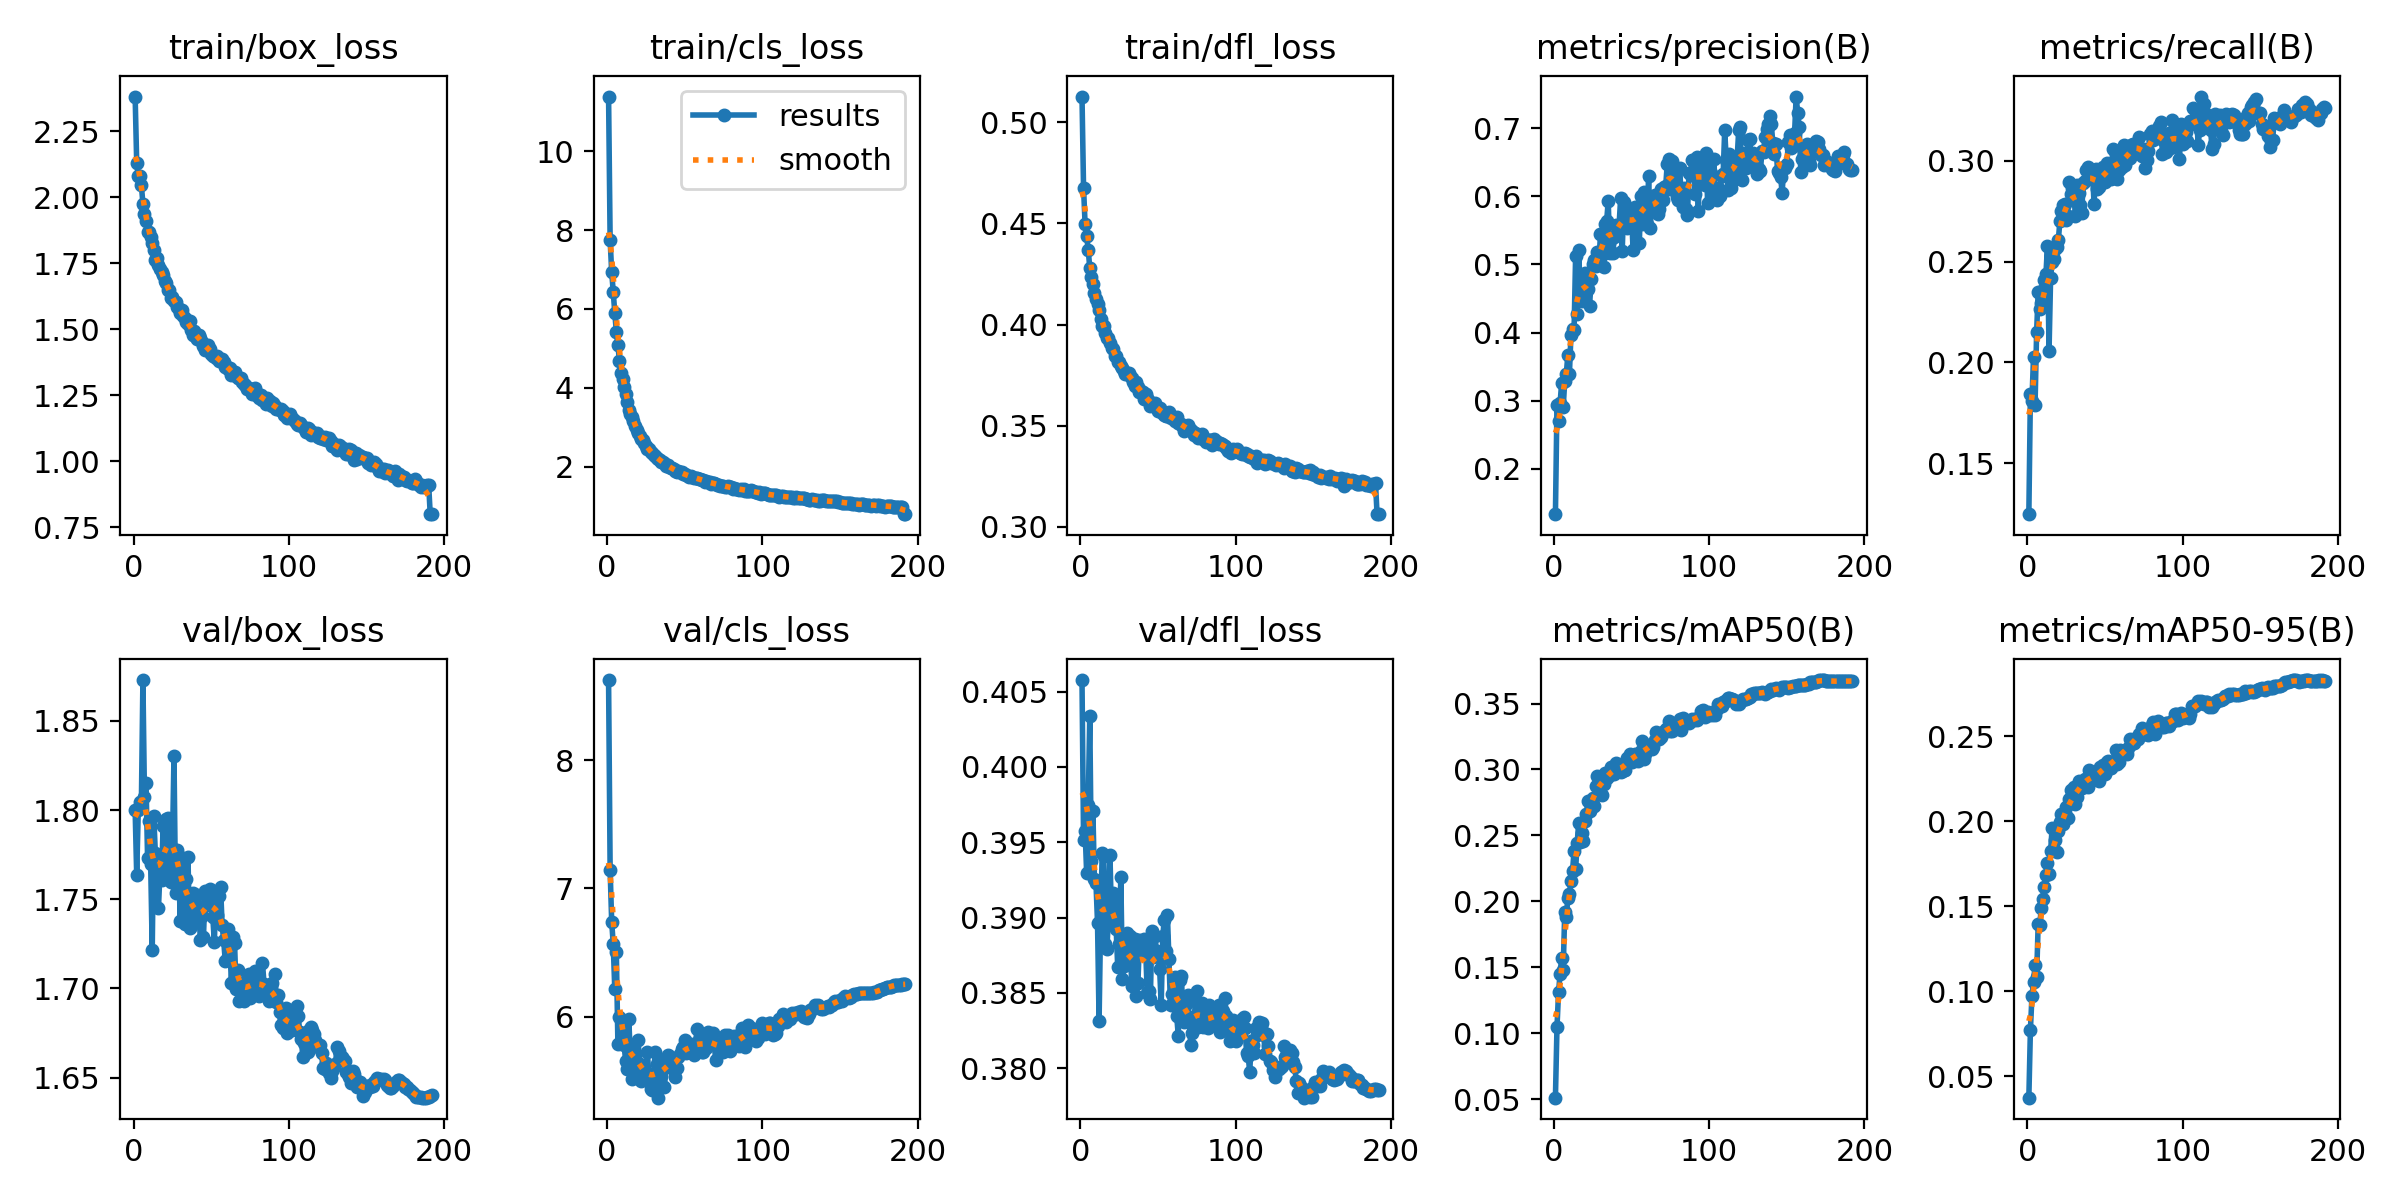 train/box_loss
2.25
2.00
1.75
1.50
1.25
1.00
0.75
0 100 200
train/cls_loss
results
smooth
10
8
6
4
2
0 100 200
train/dfl_loss
0.50
0.45
0.40
0.35
0.30
0 100 200
metrics/precision(B)
0.7
0.6
0.5
0.4
0.3
0.2
0 100 200
metrics/recall(B)
0.30
0.25
0.20
0.15
0 100 200
val/box_loss
1.85
1.80
1.75
1.70
1.65
0 100 200
val/cls_loss
8
7
6
0 100 200
val/dfl_loss
0.405
0.400
0.395
0.390
0.385
0.380
0 100 200
metrics/mAP50(B)
0.35
0.30
0.25
0.20
0.15
0.10
0.05
0 100 200
metrics/mAP50-95(B)
0.25
0.20
0.15
0.10
0.05
0 100 200